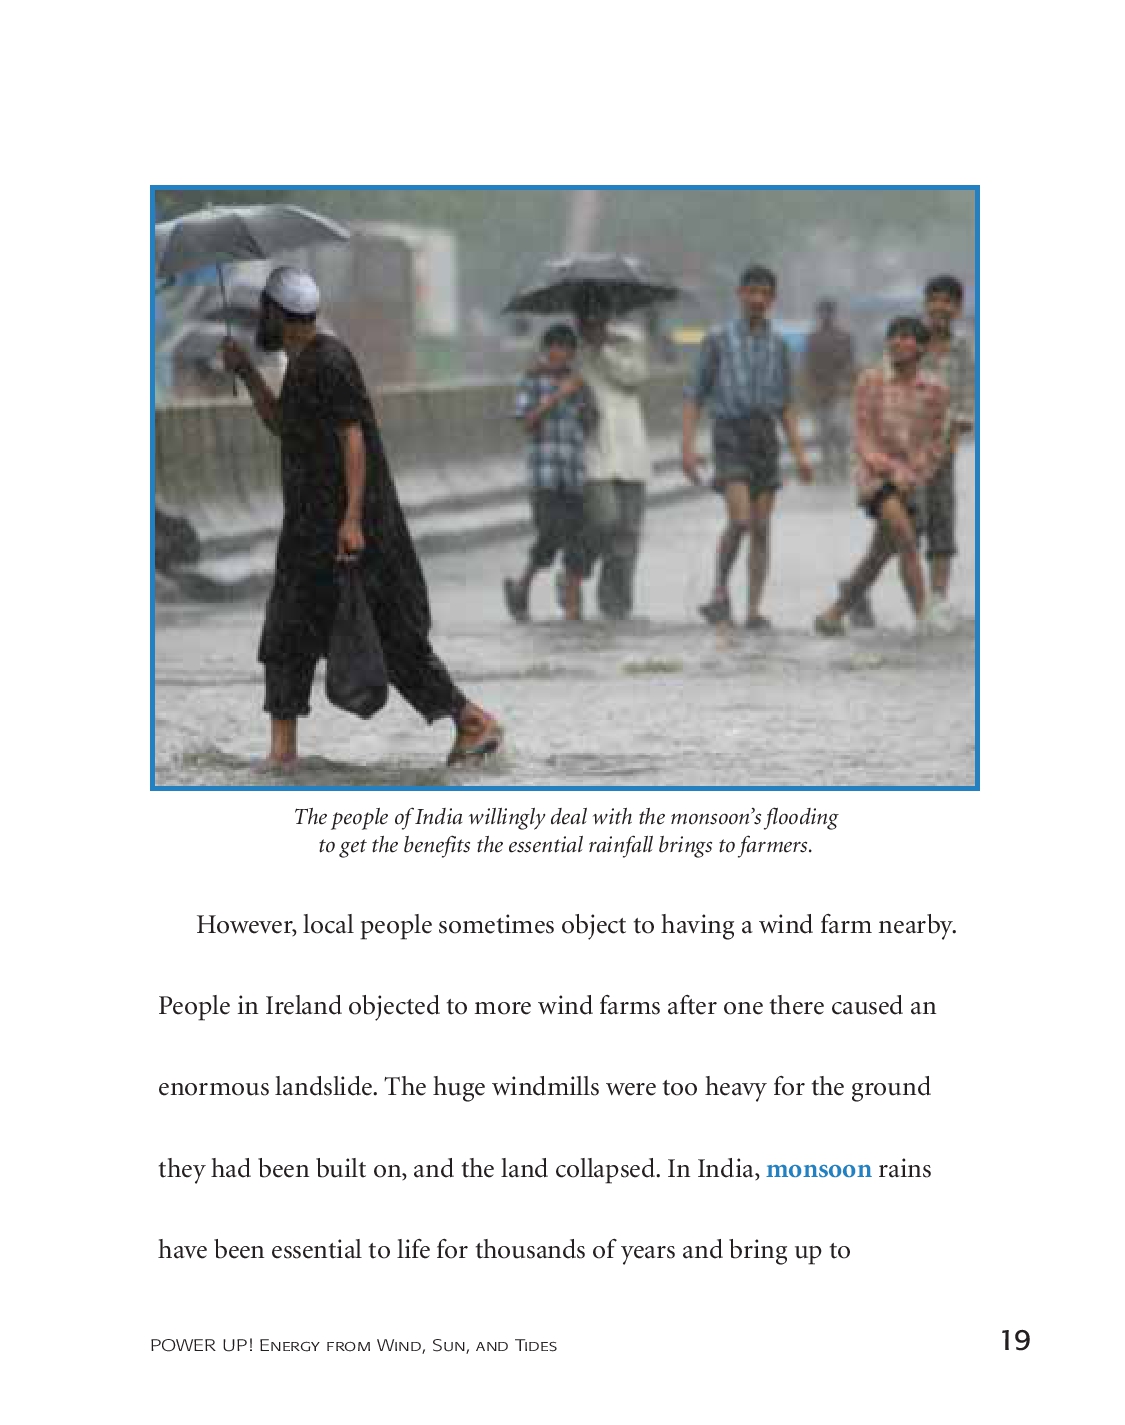 The people of India willingly deal with the monsoon's flooding
to get the benefits the essential rainfall brings to farmers.
However, local people sometimes object to having a wind farm nearby.
People in Ireland objected to more wind farms after one there caused an
enormous landslide. The huge windmills were too heavy for the ground
they had been built on, and the land collapsed. In India, monsoon rains
have been essential to life for thousands of years and bring up to
POWER UP! Energy from Wind, Sun, and Tides 19